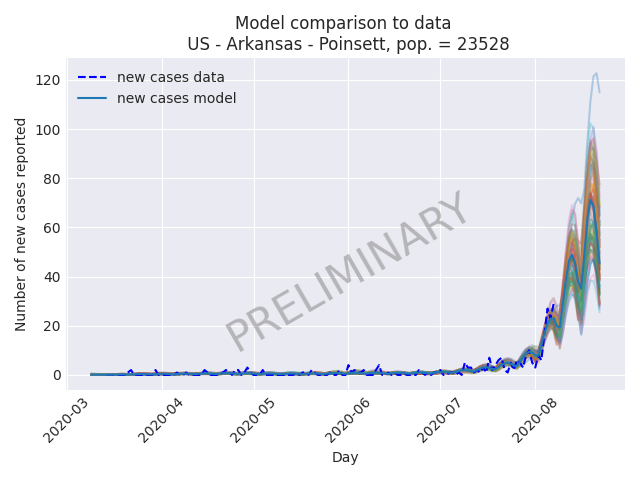 Model comparison to data
US - Arkansas - Poinsett, pop. = 23528
new cases data
new cases model
Number of new cases reported
120
100
80
60
40
20
0
PRELIMINARY
2020-03
2020-04
2020-05
2020-06
2020-07
2020-08
Day